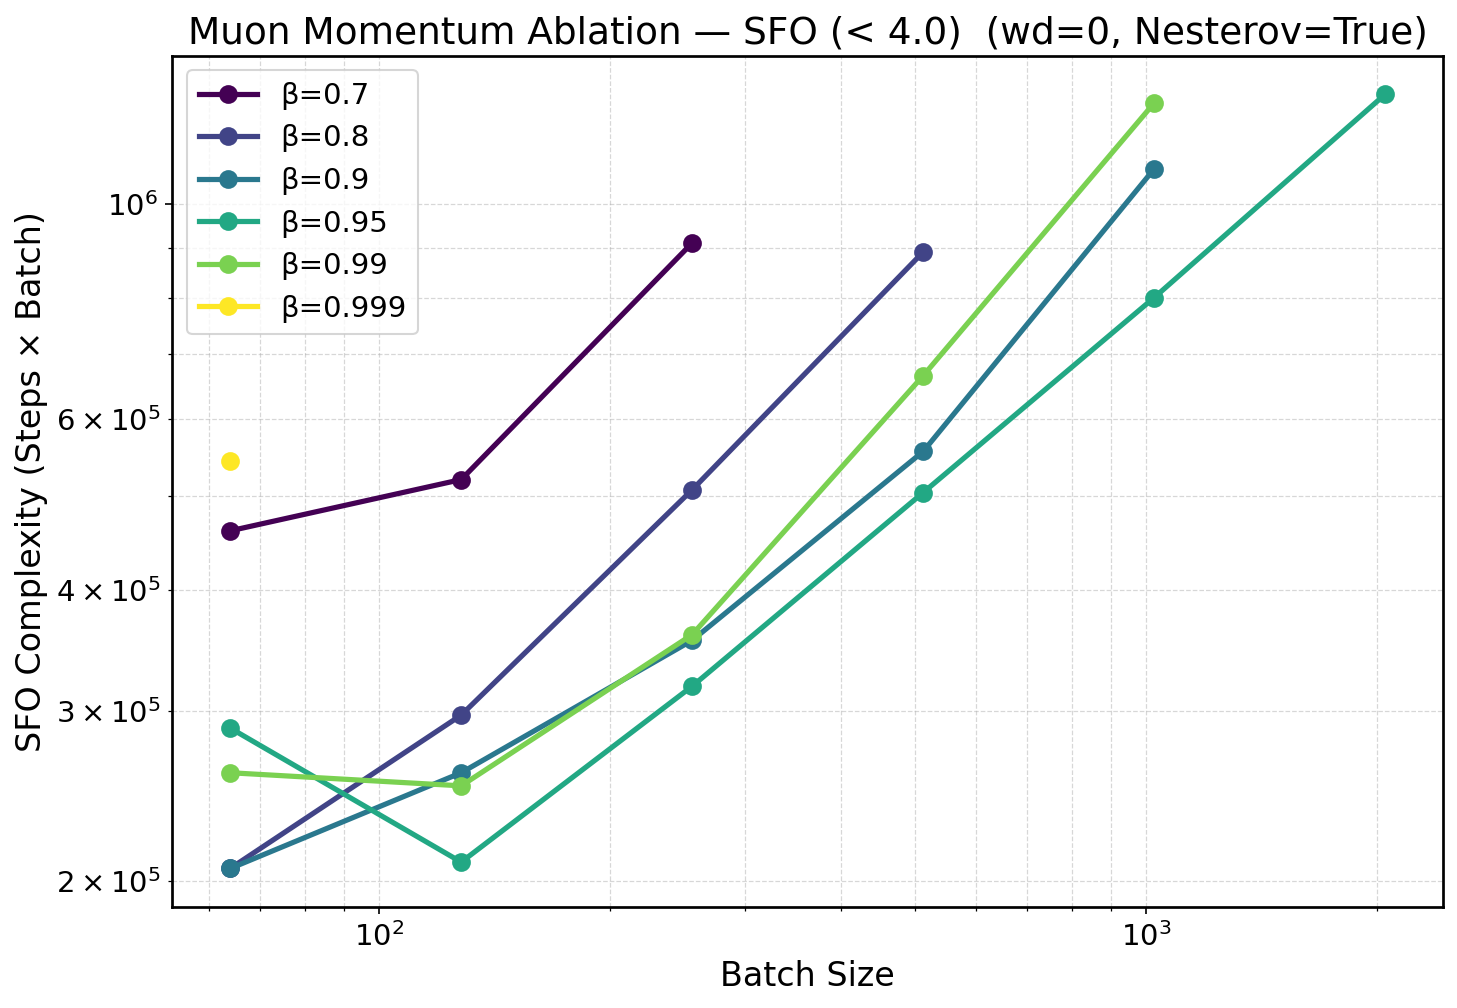 Muon Momentum Ablation — SFO (< 4.0)  (wd=0, Nesterov=True)
β=0.7
β=0.8
β=0.9
β=0.95
β=0.99
β=0.999
SFO Complexity (Steps × Batch)
10⁶
6 × 10⁵
4 × 10⁵
3 × 10⁵
2 × 10⁵
10²
10³
Batch Size